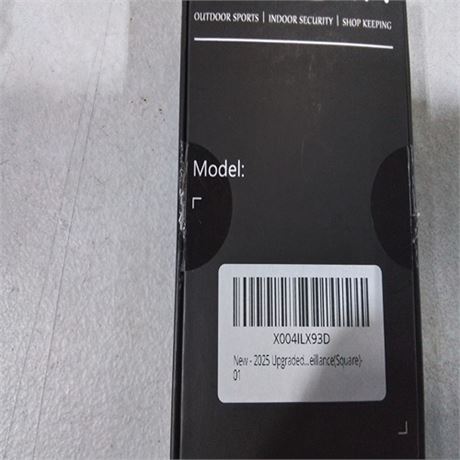 OUTDOOR SPORTS | INDOOR SECURITY | SHOP KEEPING
Model:
X004ILX93D
New - 2025 Upgraded...eillance(Square)-
01